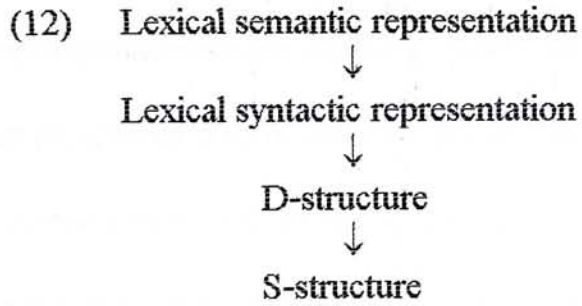 (12) Lexical semantic representation
↓
Lexical syntactic representation
↓
D-structure
↓
S-structure